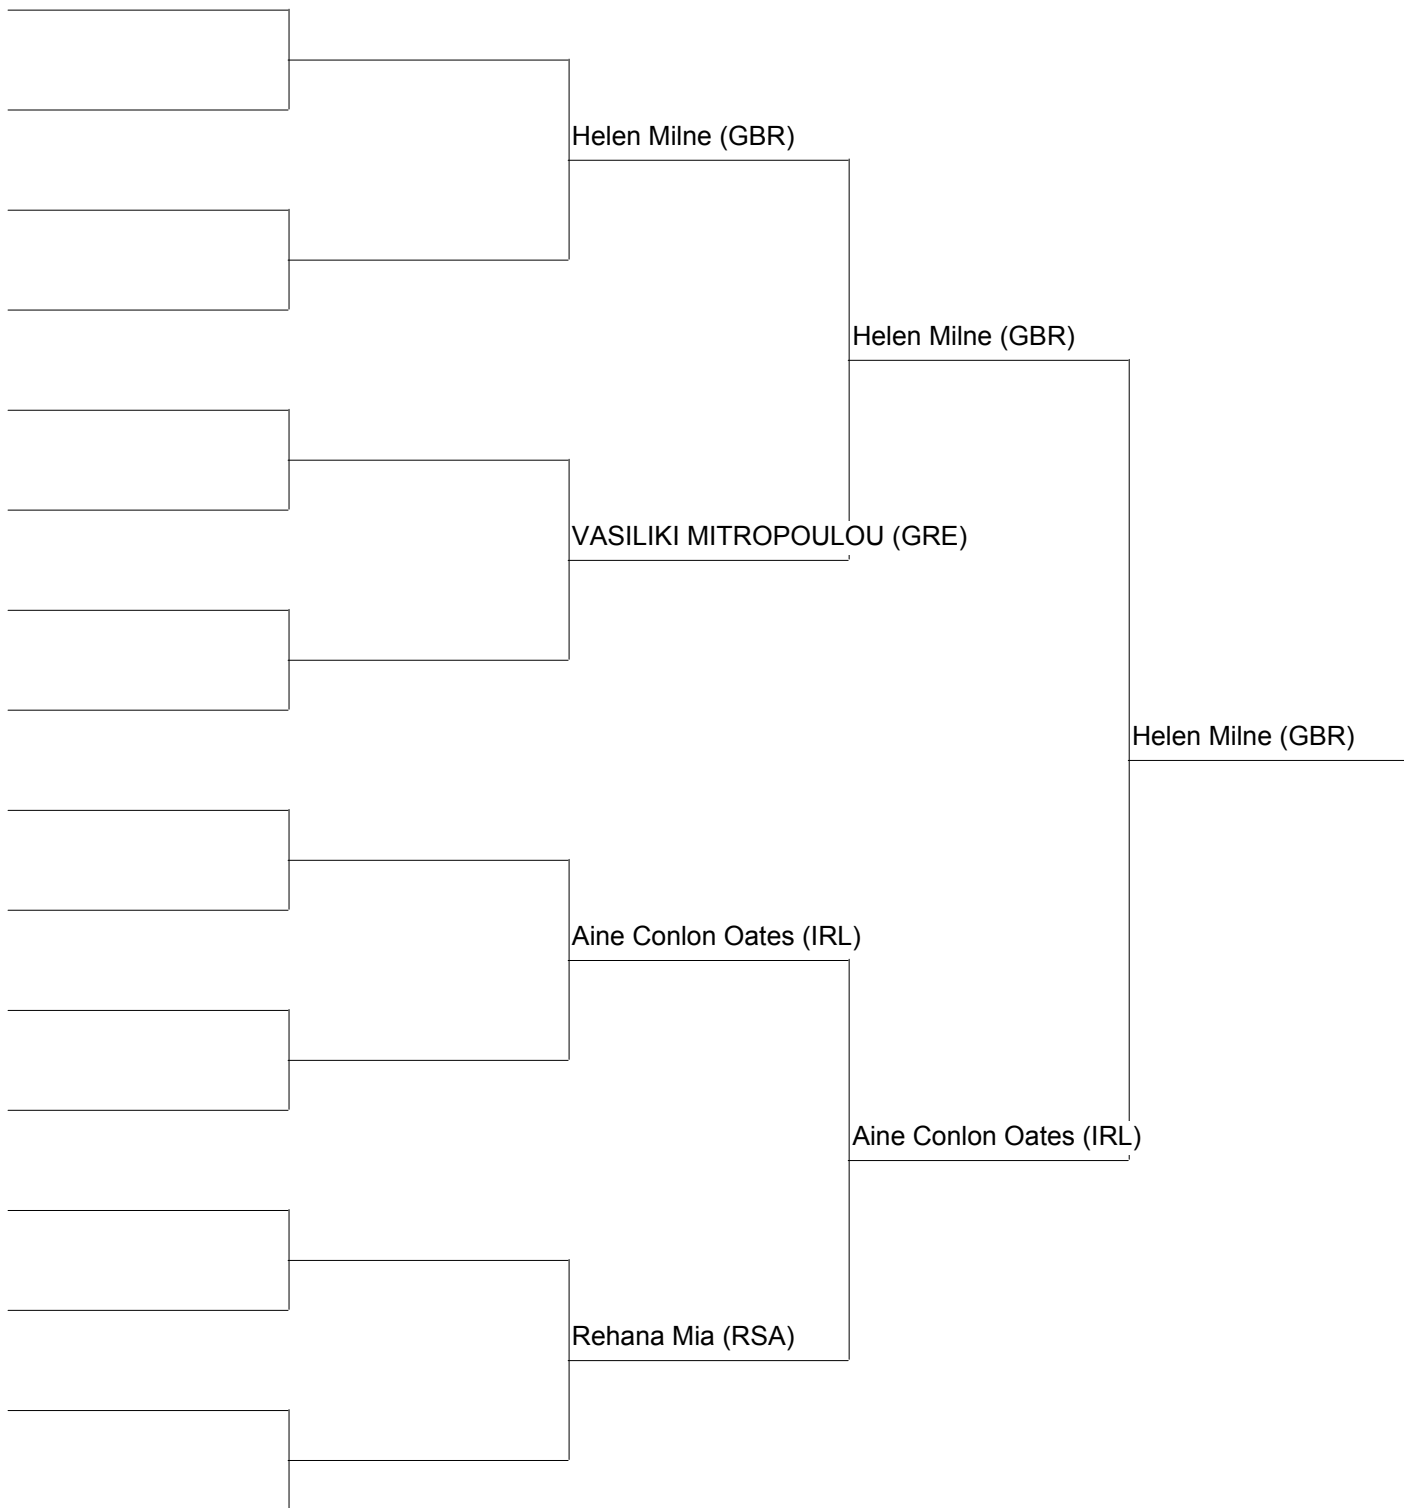 Helen Milne (GBR)
Helen Milne (GBR)
VASILIKI MITROPOULOU (GRE)
Helen Milne (GBR)
Aine Conlon Oates (IRL)
Aine Conlon Oates (IRL)
Rehana Mia (RSA)